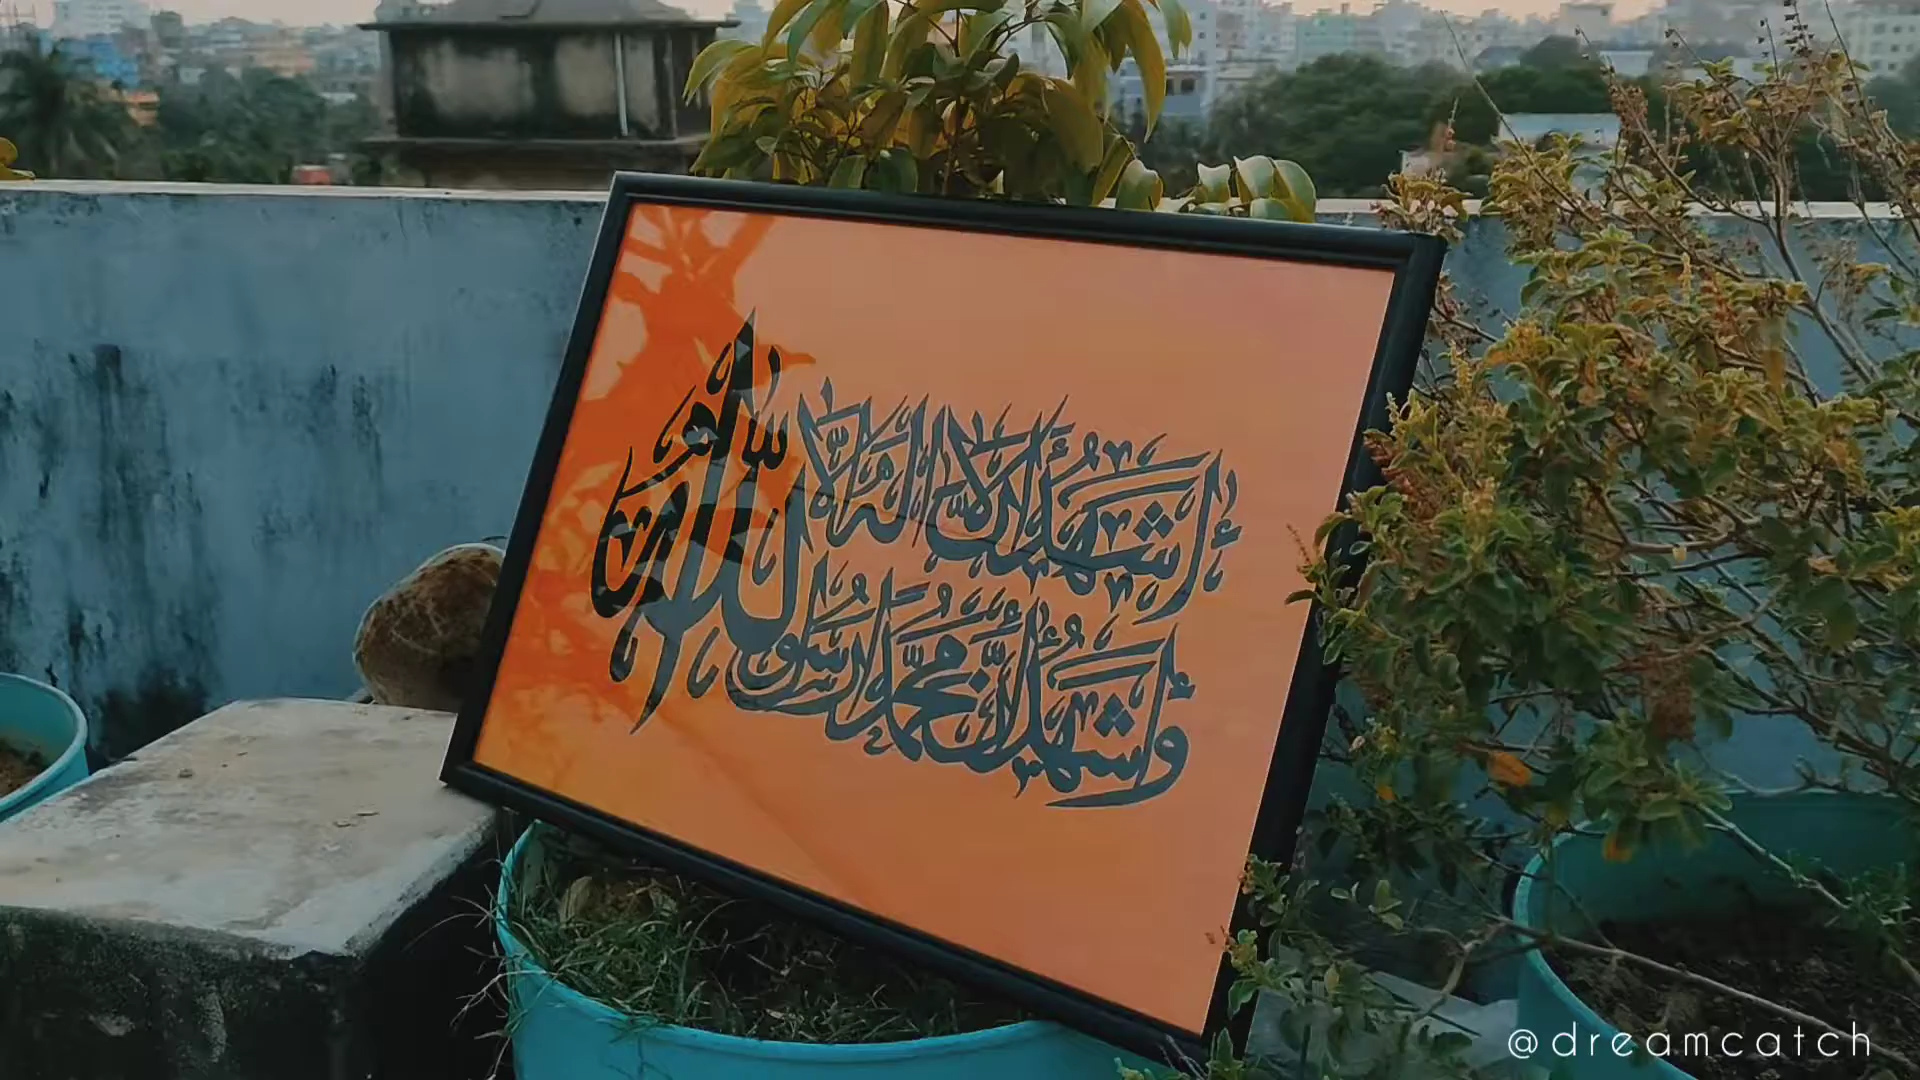 أشهد أن لا إله إلا الله
وأشهد أن محمدا رسول الله
@dreamcatch